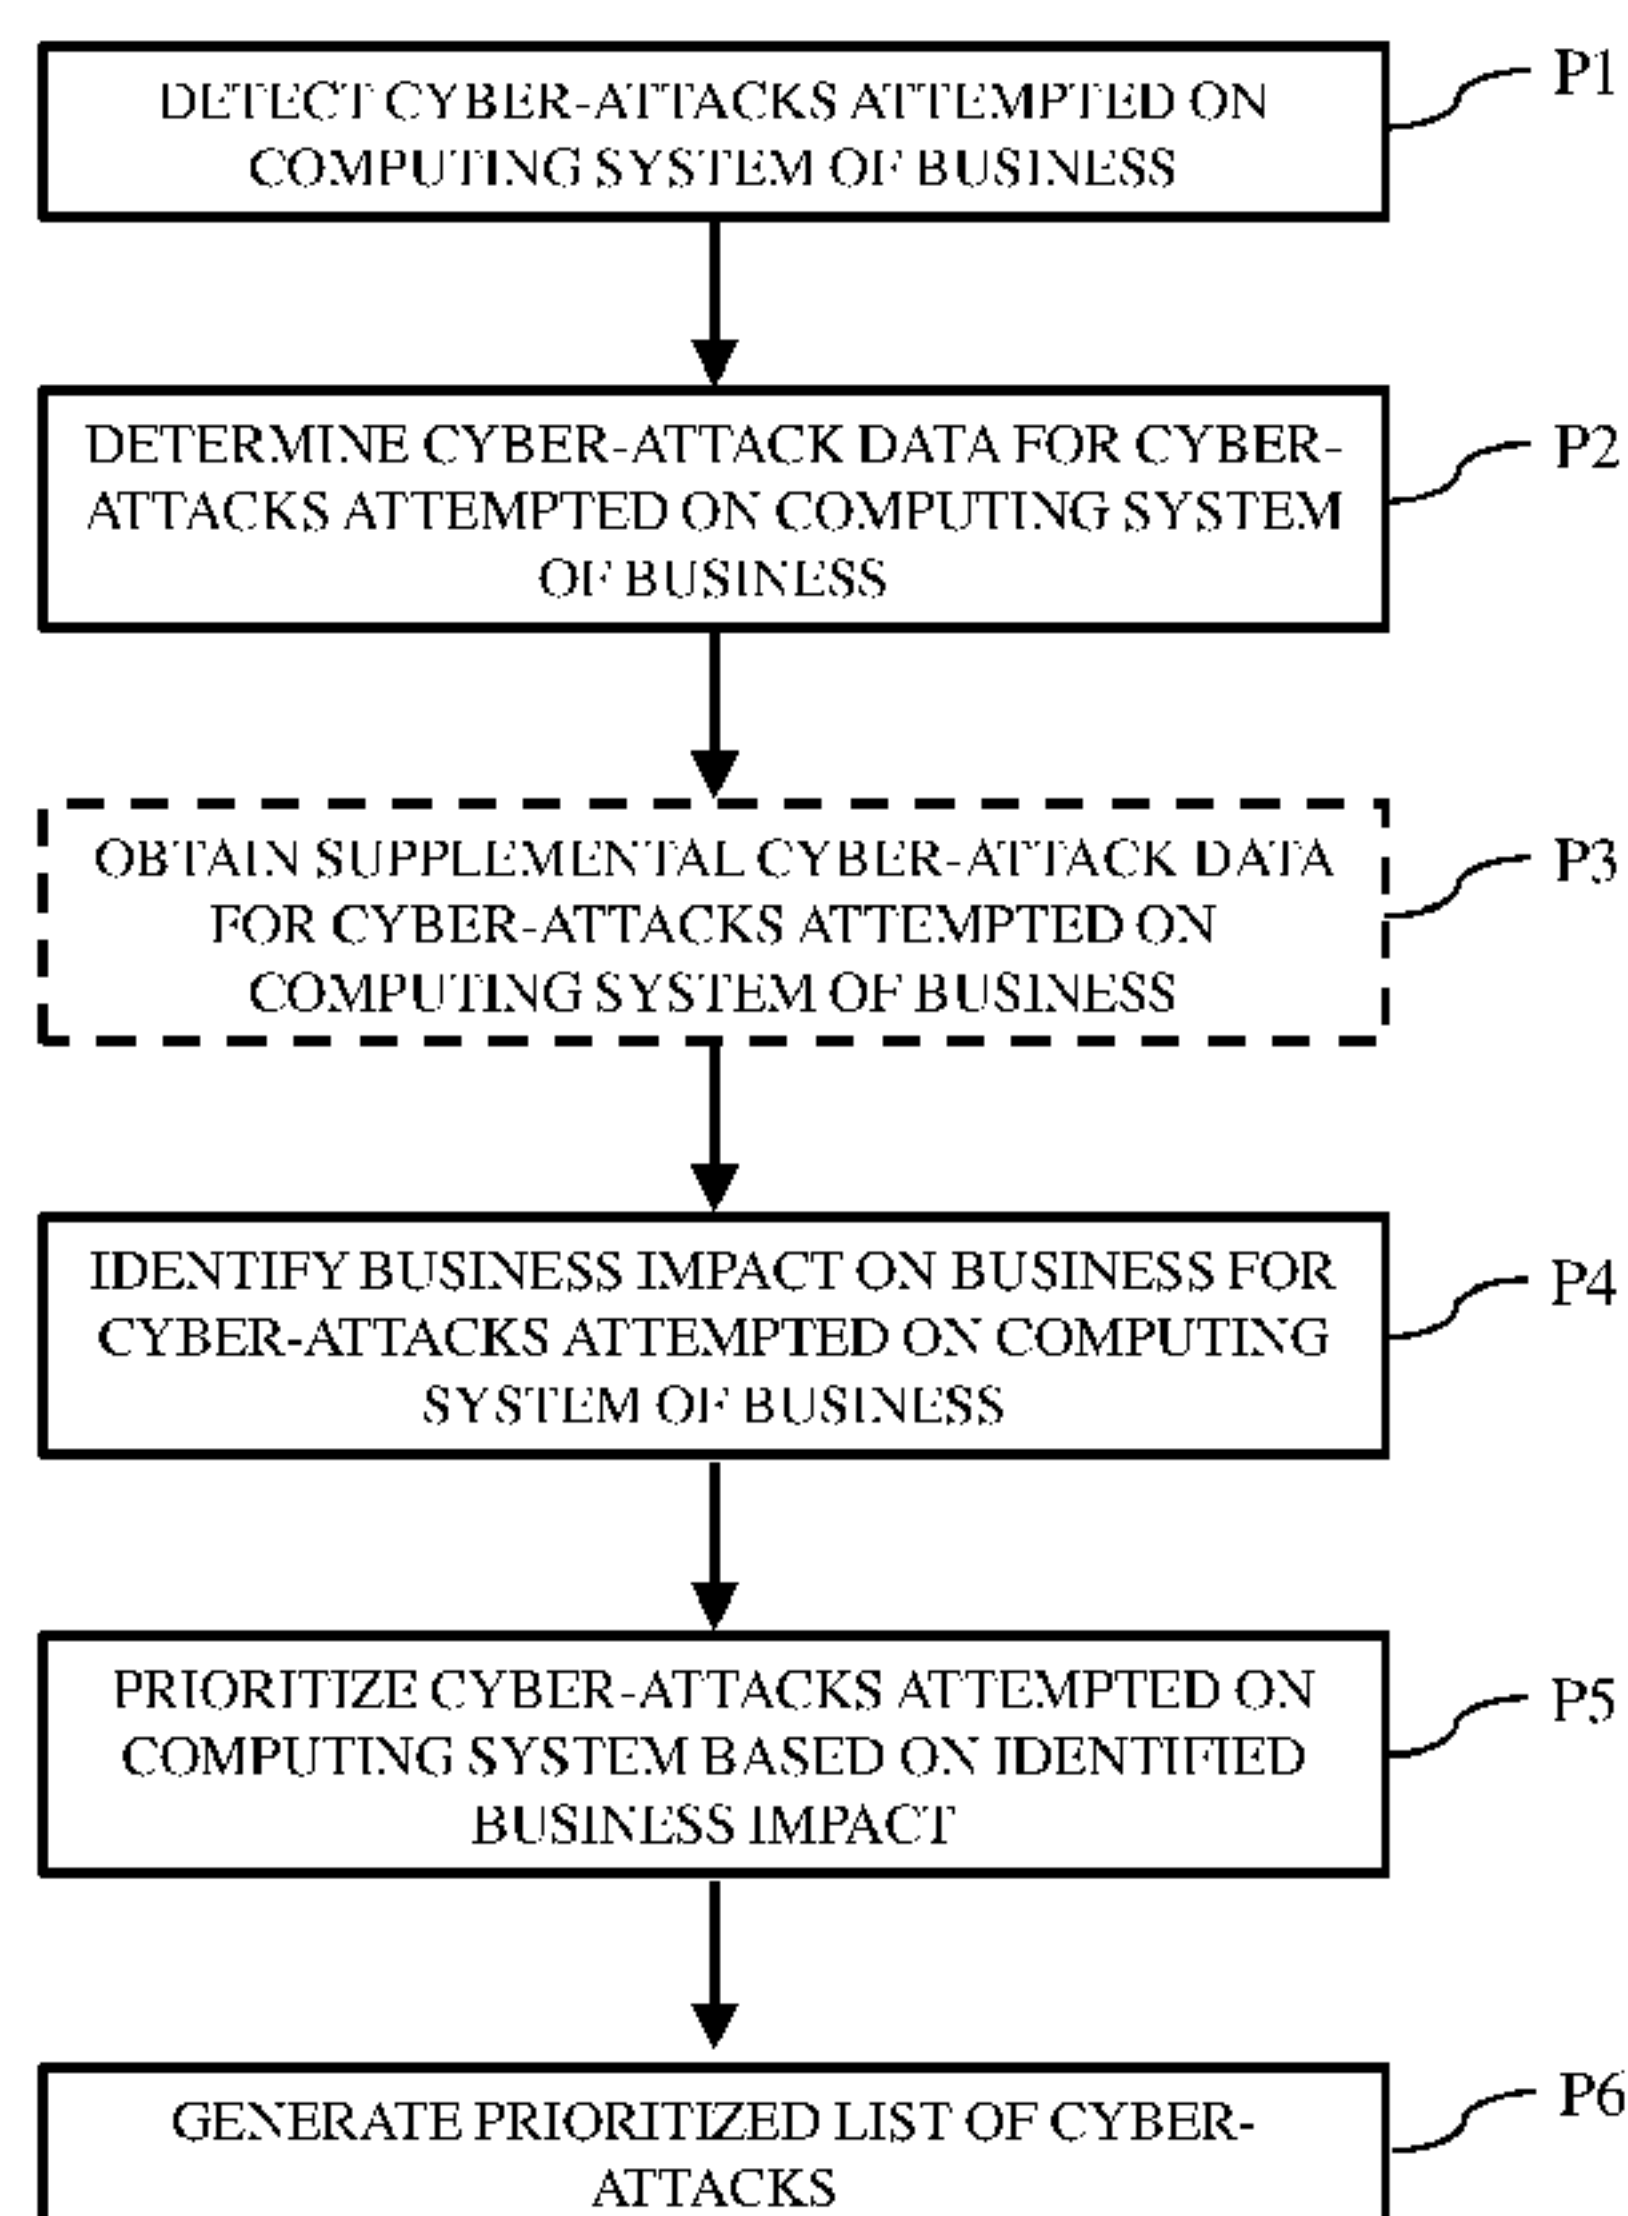 DETECT CYBER-ATTACKS ATTEMPTED ON
COMPUTING SYSTEM OF BUSINESS
P1
DETERMINE CYBER-ATTACK DATA FOR CYBER-
ATTACKS ATTEMPTED ON COMPUTING SYSTEM
OF BUSINESS
P2
OBTAIN SUPPLEMENTAL CYBER-ATTACK DATA
FOR CYBER-ATTACKS ATTEMPTED ON
COMPUTING SYSTEM OF BUSINESS
P3
IDENTIFY BUSINESS IMPACT ON BUSINESS FOR
CYBER-ATTACKS ATTEMPTED ON COMPUTING
SYSTEM OF BUSINESS
P4
PRIORITIZE CYBER-ATTACKS ATTEMPTED ON
COMPUTING SYSTEM BASED ON IDENTIFIED
BUSINESS IMPACT
P5
GENERATE PRIORITIZED LIST OF CYBER-
ATTACKS
P6